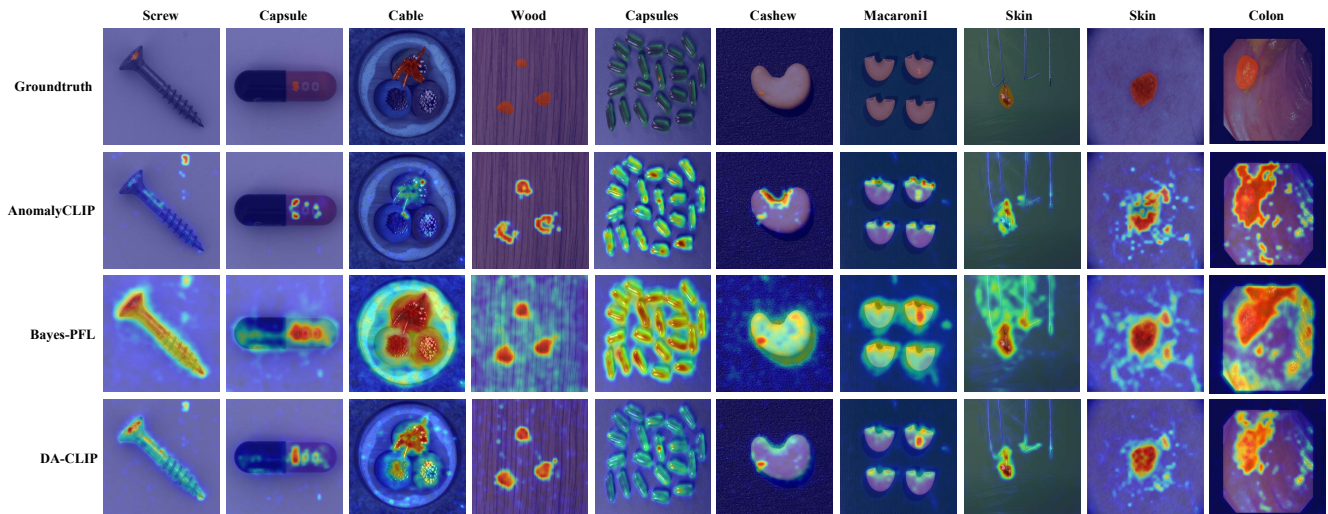 Screw Capsule Cable Wood Capsules Cashew Macaroni1 Skin Skin Colon
Groundtruth
AnomalyCLIP
Bayes-PFL
DA-CLIP